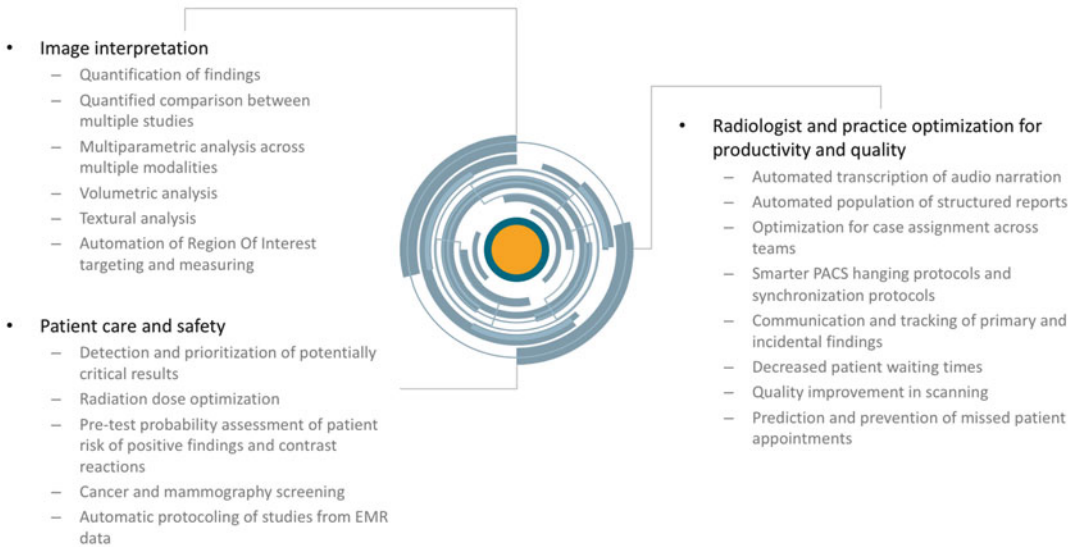 • Image interpretation
– Quantification of findings
– Quantified comparison between
multiple studies
– Multiparametric analysis across
multiple modalities
– Volumetric analysis
– Textural analysis
– Automation of Region Of Interest
targeting and measuring
• Patient care and safety
– Detection and prioritization of potentially
critical results
– Radiation dose optimization
– Pre-test probability assessment of patient
risk of positive findings and contrast
reactions
– Cancer and mammography screening
– Automatic protocoling of studies from EMR
data
• Radiologist and practice optimization for
productivity and quality
– Automated transcription of audio narration
– Automated population of structured reports
– Optimization for case assignment across
teams
– Smarter PACS hanging protocols and
synchronization protocols
– Communication and tracking of primary and
incidental findings
– Decreased patient waiting times
– Quality improvement in scanning
– Prediction and prevention of missed patient
appointments